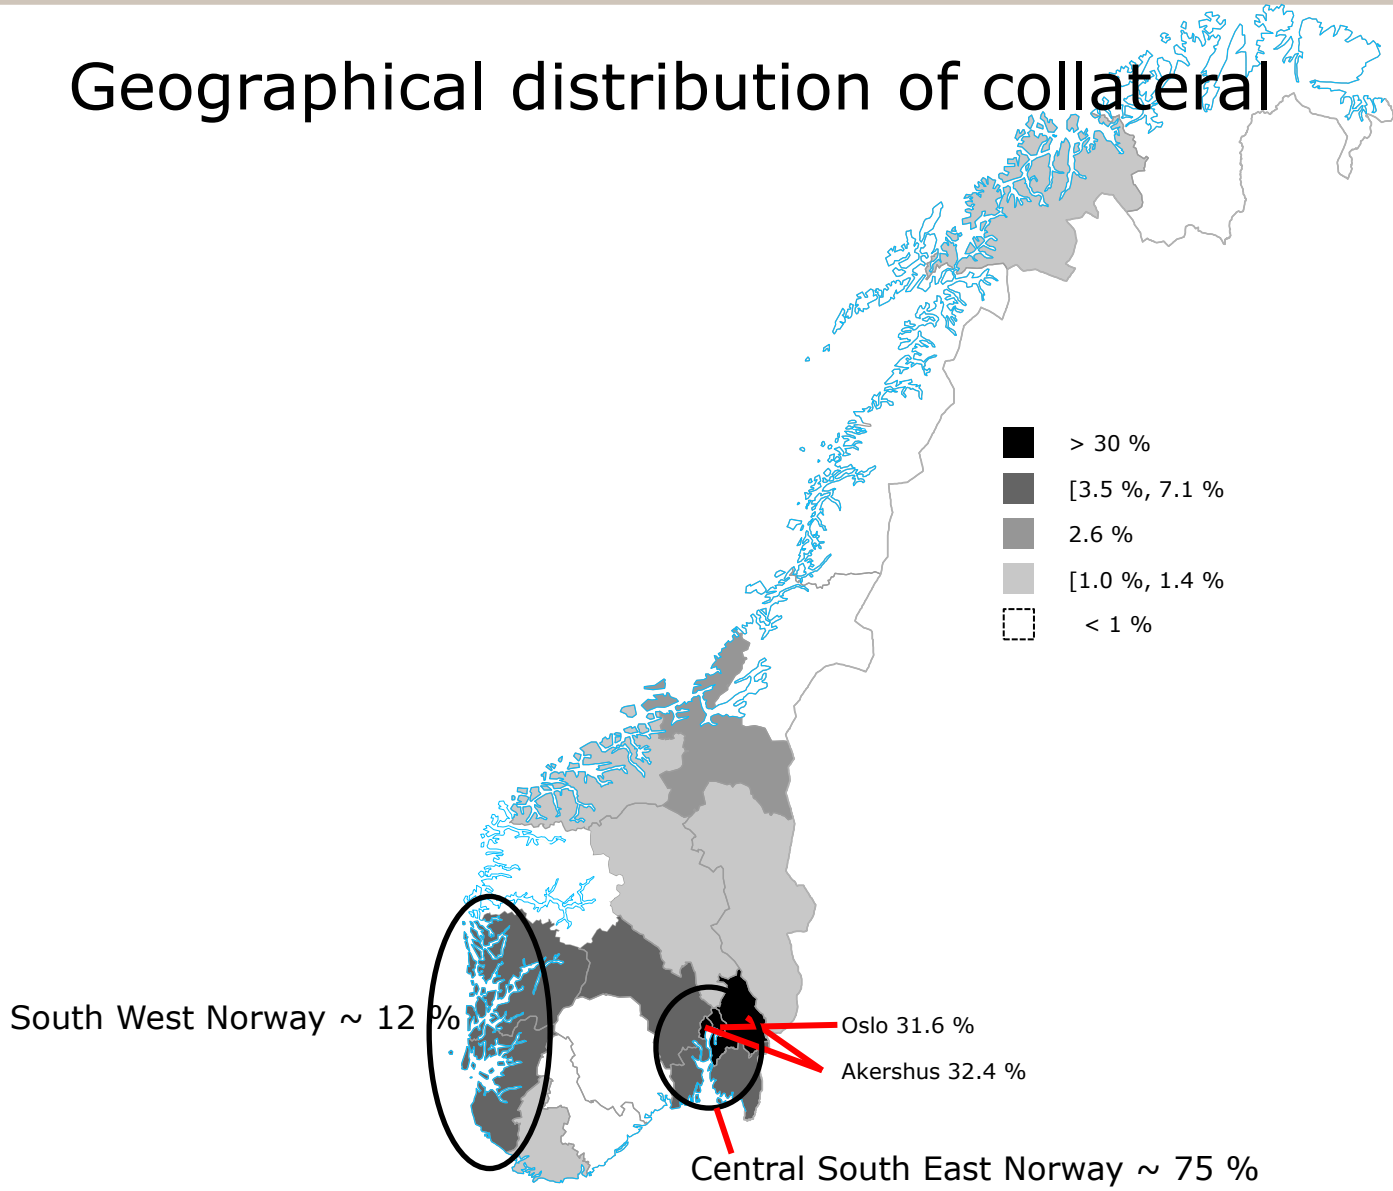 Geographical distribution of collateral
> 30 %
[3.5 %, 7.1 %
2.6 %
[1.0 %, 1.4 %
< 1 %
South West Norway ~ 12 %
Oslo 31.6 %
Akershus 32.4 %
Central South East Norway ~ 75 %